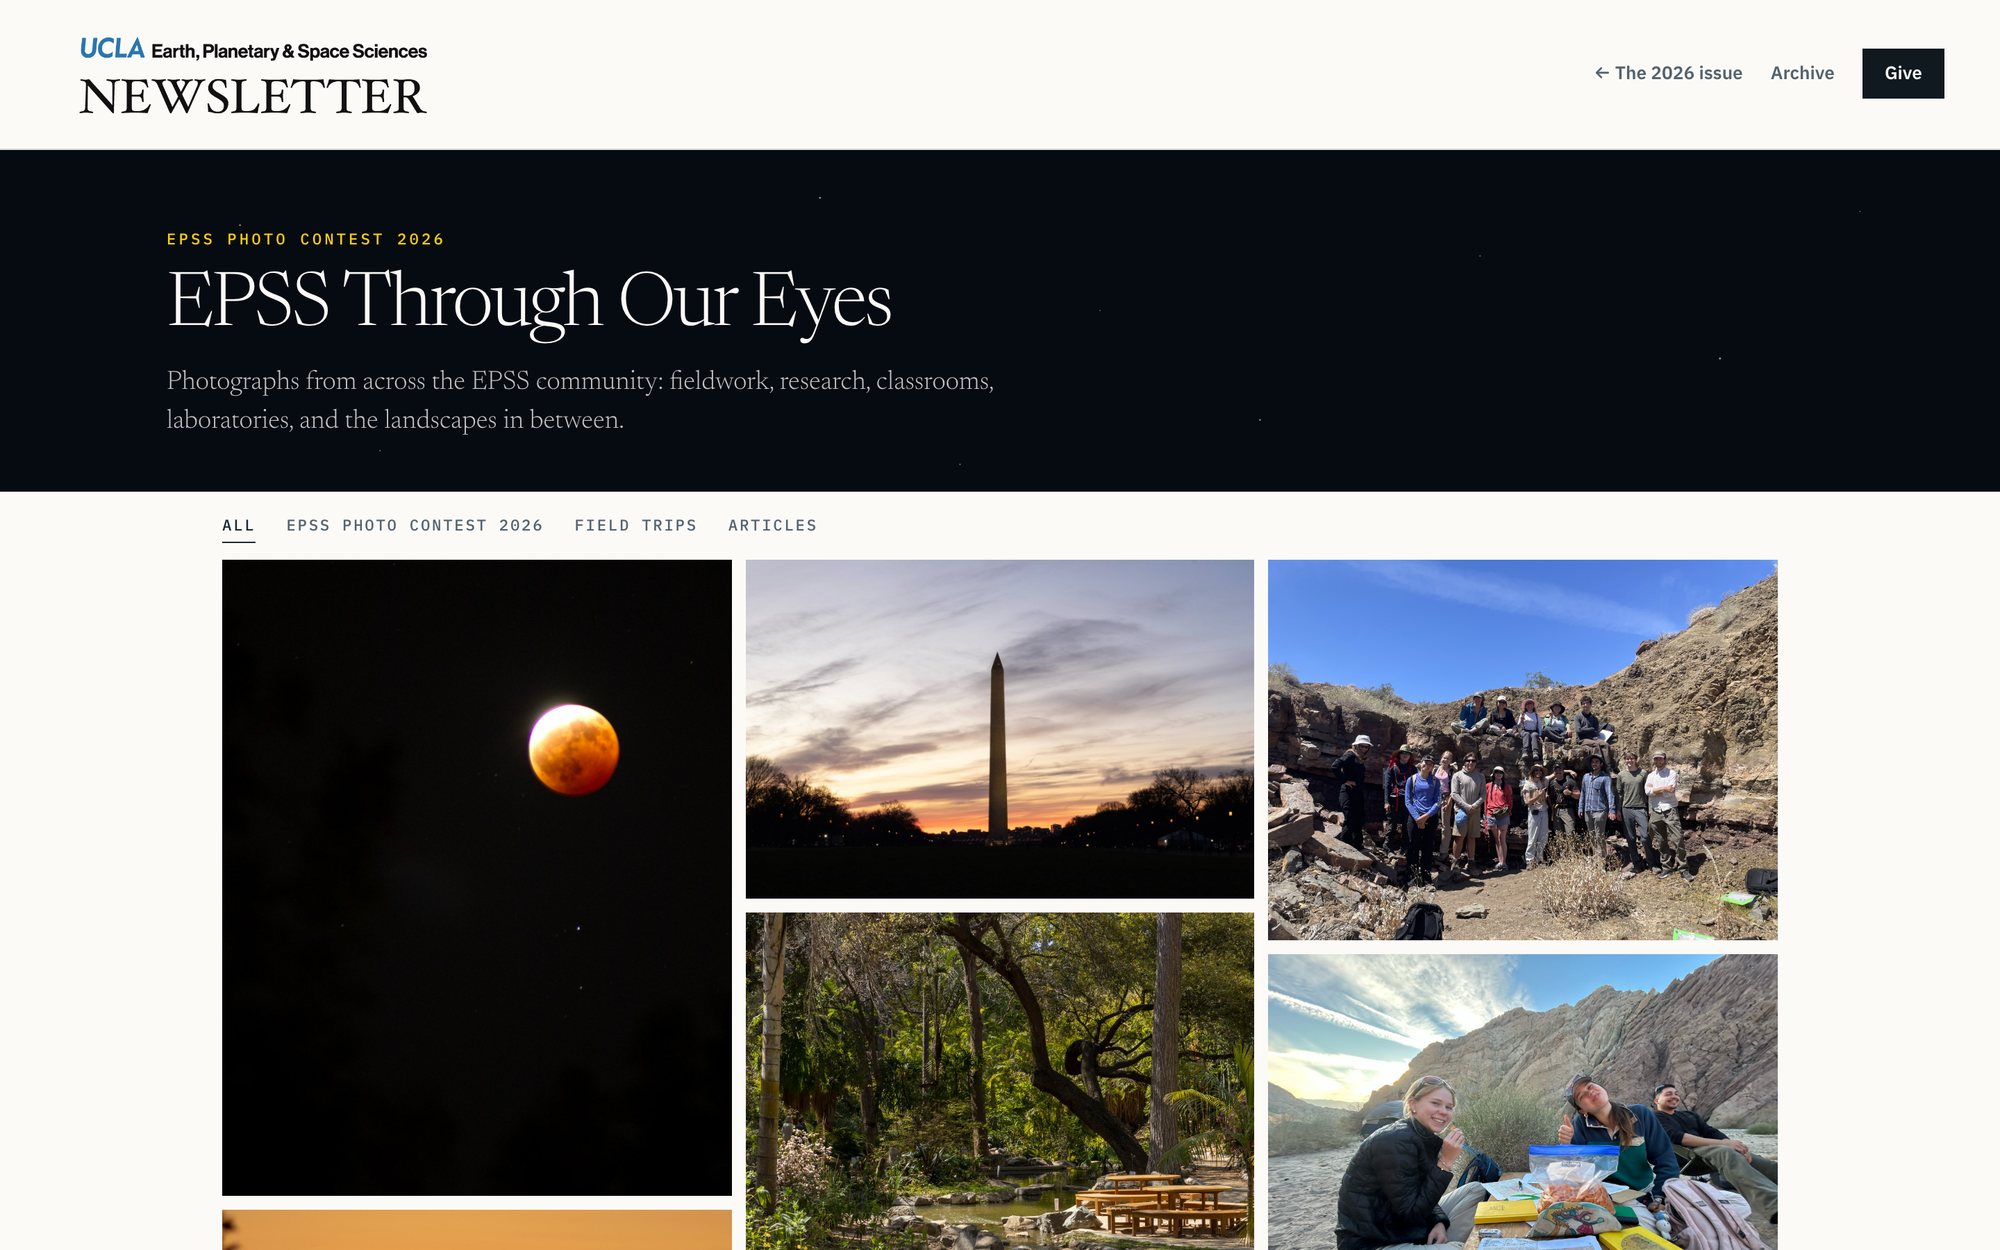 UCLA Earth, Planetary & Space Sciences
NEWSLETTER
← The 2026 issue
Archive
Give
EPSS PHOTO CONTEST 2026
EPSS Through Our Eyes
Photographs from across the EPSS community: fieldwork, research, classrooms,
laboratories, and the landscapes in between.
ALL
EPSS PHOTO CONTEST 2026
FIELD TRIPS
ARTICLES